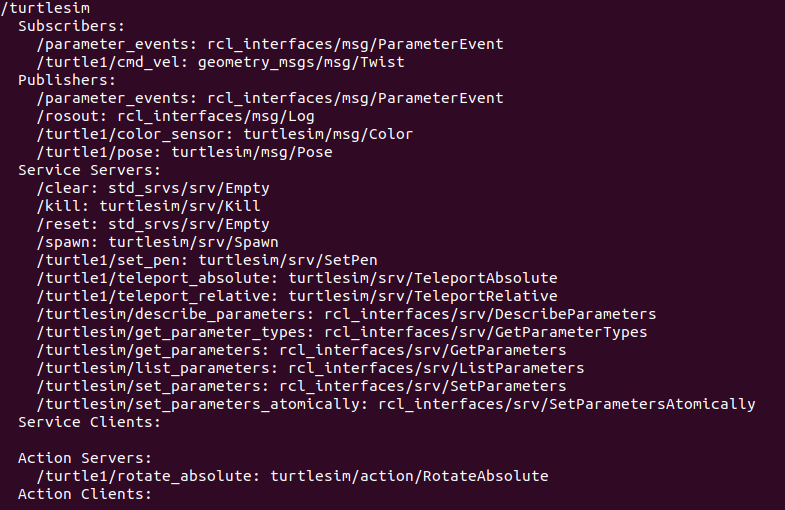 /turtlesim
  Subscribers:
    /parameter_events: rcl_interfaces/msg/ParameterEvent
    /turtle1/cmd_vel: geometry_msgs/msg/Twist
  Publishers:
    /parameter_events: rcl_interfaces/msg/ParameterEvent
    /rosout: rcl_interfaces/msg/Log
    /turtle1/color_sensor: turtlesim/msg/Color
    /turtle1/pose: turtlesim/msg/Pose
  Service Servers:
    /clear: std_srvs/srv/Empty
    /kill: turtlesim/srv/Kill
    /reset: std_srvs/srv/Empty
    /spawn: turtlesim/srv/Spawn
    /turtle1/set_pen: turtlesim/srv/SetPen
    /turtle1/teleport_absolute: turtlesim/srv/TeleportAbsolute
    /turtle1/teleport_relative: turtlesim/srv/TeleportRelative
    /turtlesim/describe_parameters: rcl_interfaces/srv/DescribeParameters
    /turtlesim/get_parameter_types: rcl_interfaces/srv/GetParameterTypes
    /turtlesim/get_parameters: rcl_interfaces/srv/GetParameters
    /turtlesim/list_parameters: rcl_interfaces/srv/ListParameters
    /turtlesim/set_parameters: rcl_interfaces/srv/SetParameters
    /turtlesim/set_parameters_atomically: rcl_interfaces/srv/SetParametersAtomically
  Service Clients:

  Action Servers:
    /turtle1/rotate_absolute: turtlesim/action/RotateAbsolute
  Action Clients: